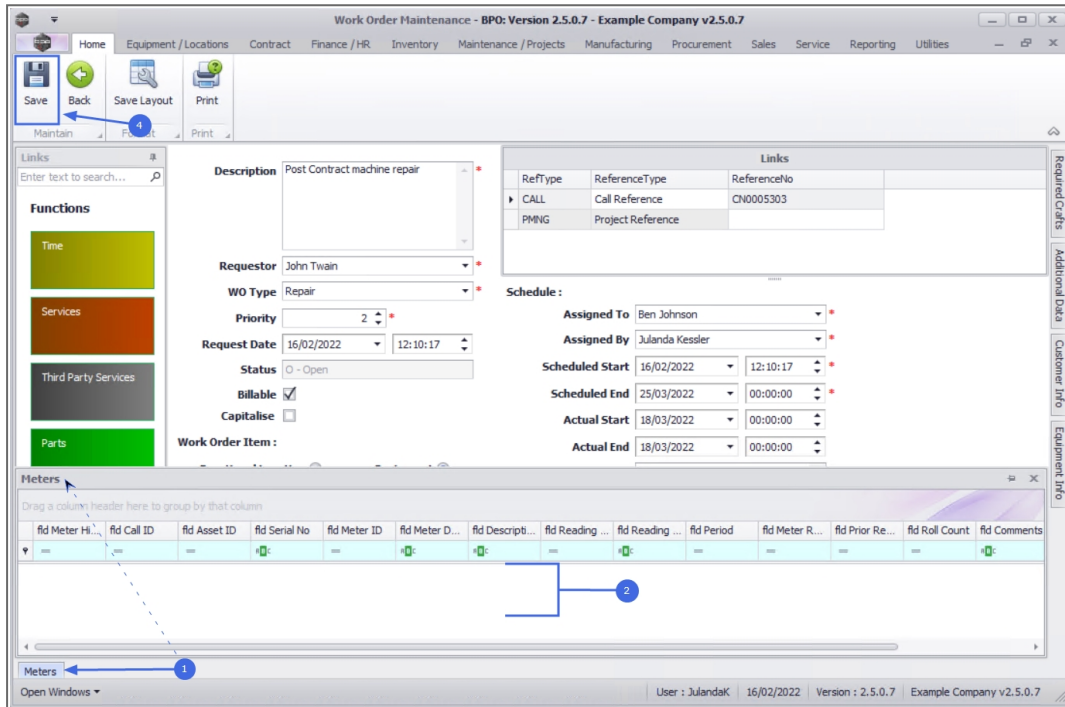 Work Order Maintenance - BPO: Version 2.5.0.7 - Example Company v2.5.0.7
Home Equipment / Locations Contract Finance / HR Inventory Maintenance / Projects Manufacturing Procurement Sales Service Reporting Utilities
Save Back Save Layout Print
4
Maintain Print
Links
Enter text to search...
Functions
Time
Services
Third Party Services
Parts
Description Post Contract machine repair *
Requestor John Twain *
WO Type Repair *
Priority 2 *
Request Date 16/02/2022 12:10:17
Status O - Open
Billable
Capitalise
Work Order Item :
Links
RefType ReferenceType ReferenceNo
CALL Call Reference CN0005303
PMNG Project Reference
Schedule :
Assigned To Ben Johnson *
Assigned By Julanda Kessler *
Scheduled Start 16/02/2022 12:10:17 *
Scheduled End 25/03/2022 00:00:00 *
Actual Start 18/03/2022 00:00:00
Actual End 18/03/2022 00:00:00
Required Crafts
Additional Data
Customer Info
Equipment Info
Meters
Drag a column header here to group by that column
fld Meter Hi... fld Call ID fld Asset ID fld Serial No fld Meter ID fld Meter D... fld Descripti... fld Reading ... fld Reading ... fld Period fld Meter R... fld Prior Re... fld Roll Count fld Comments
= = = ABC = ABC ABC = ABC = = = = ABC
2
Meters
1
Open Windows User : JulandaK 16/02/2022 Version : 2.5.0.7 Example Company v2.5.0.7